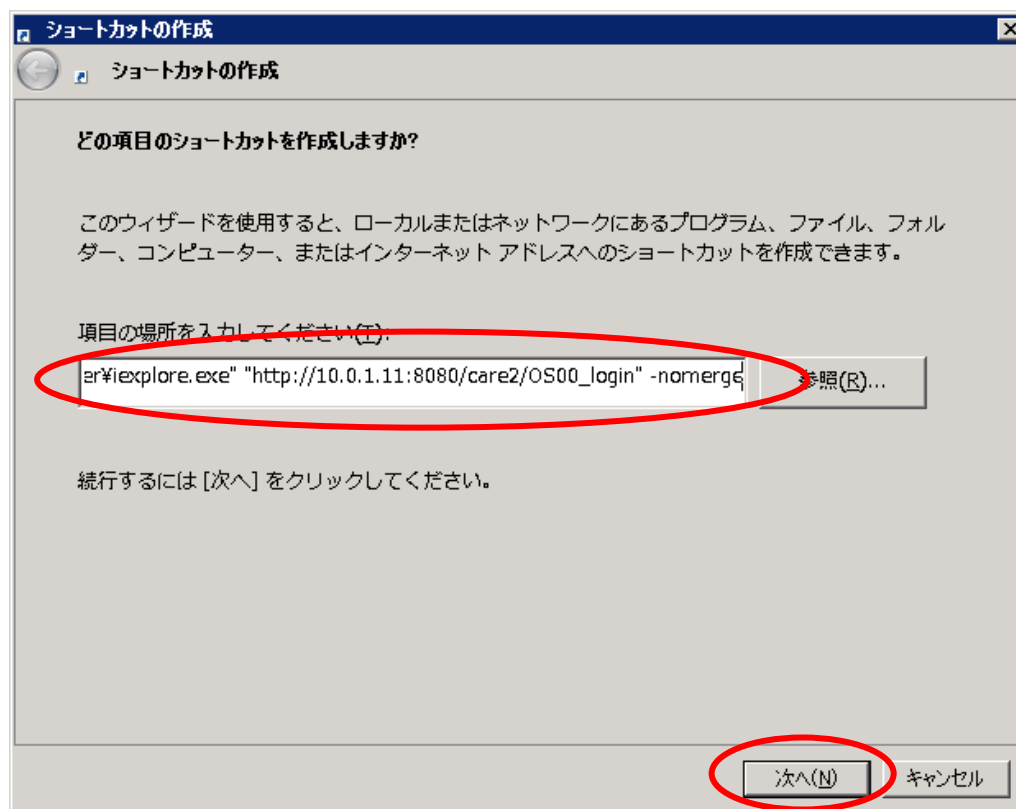 ショートカットの作成
ショートカットの作成
どの項目のショートカットを作成しますか?
このウィザードを使用すると、ローカルまたはネットワークにあるプログラム、ファイル、フォル
ダー、コンピューター、またはインターネット アドレスへのショートカットを作成できます。
項目の場所を入力してください(T):
er¥iexplore.exe" "http://10.0.1.11:8080/care2/OS00_login" -nomerge
参照(R)...
続行するには [次へ] をクリックしてください。
次へ(N)
キャンセル